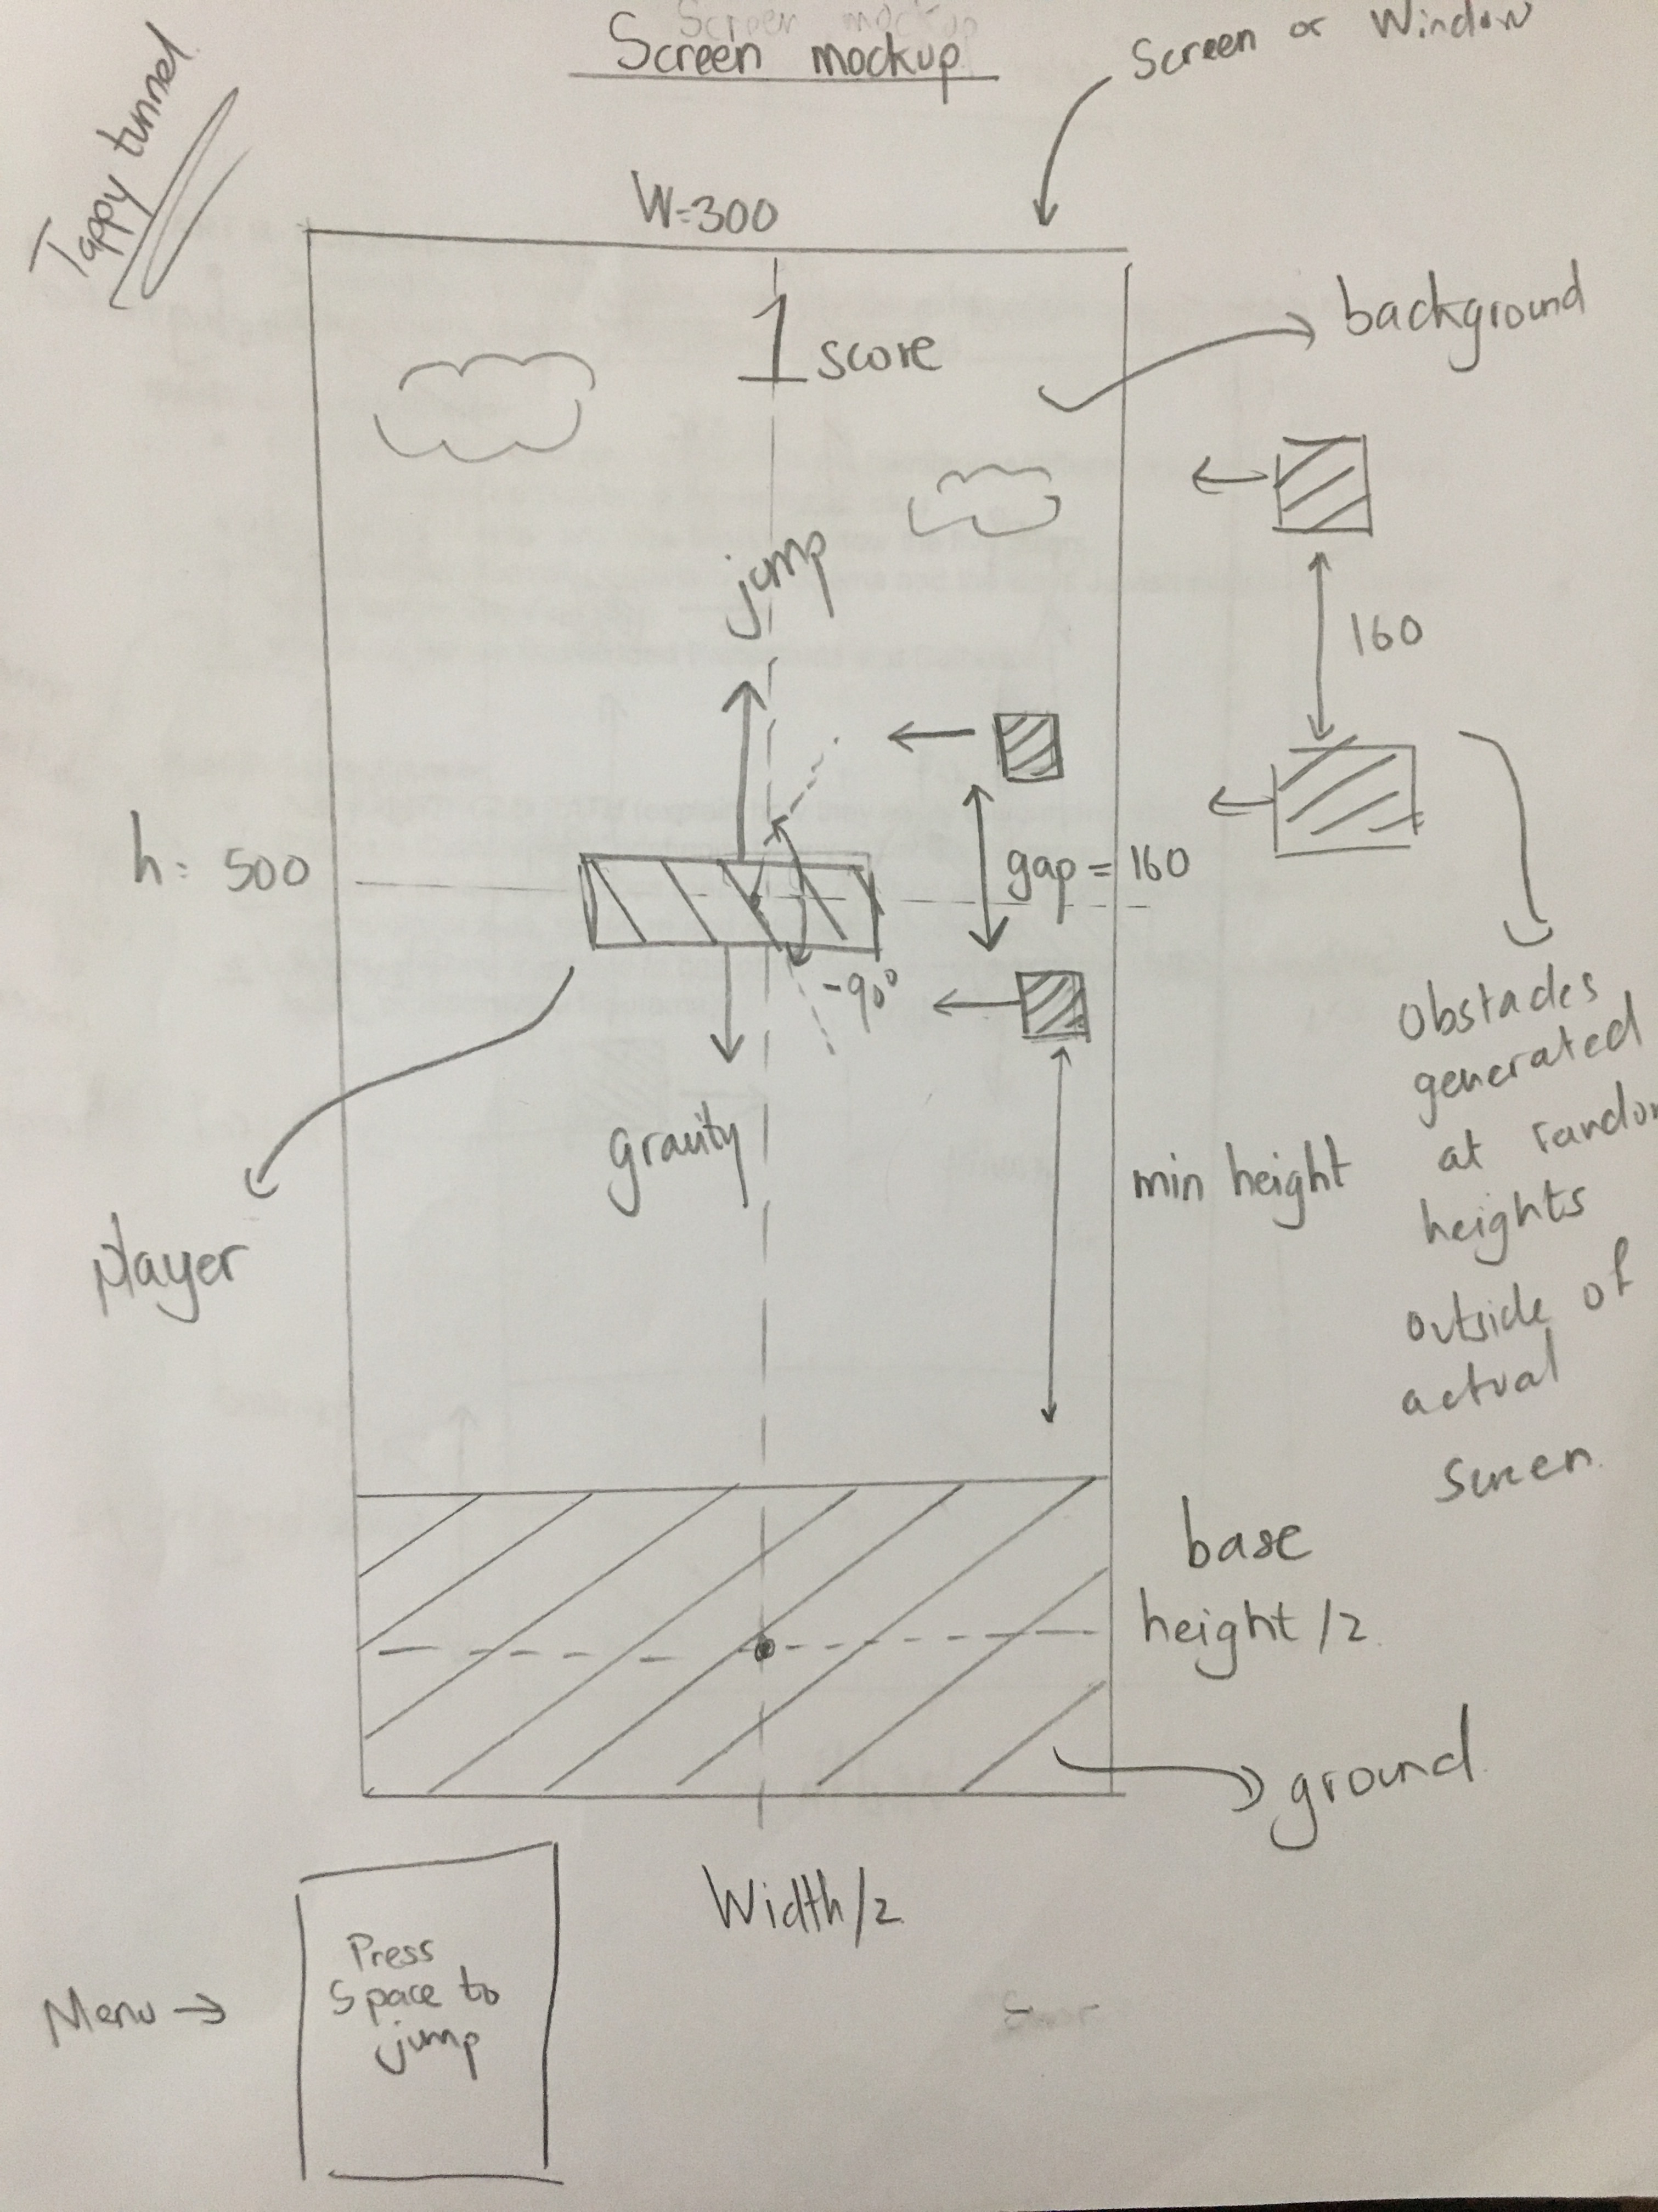 Screen mockup
Screen or Window
Tappy tunnel
W=300
1
score
background
jump
160
h: 500
gap = 160
-90°
gravity
player
min height
Obstacles
generated
at random
heights
outside of
actual
Screen.
base
height/2
ground
Width/2
Menu →
Press
Space to
jump